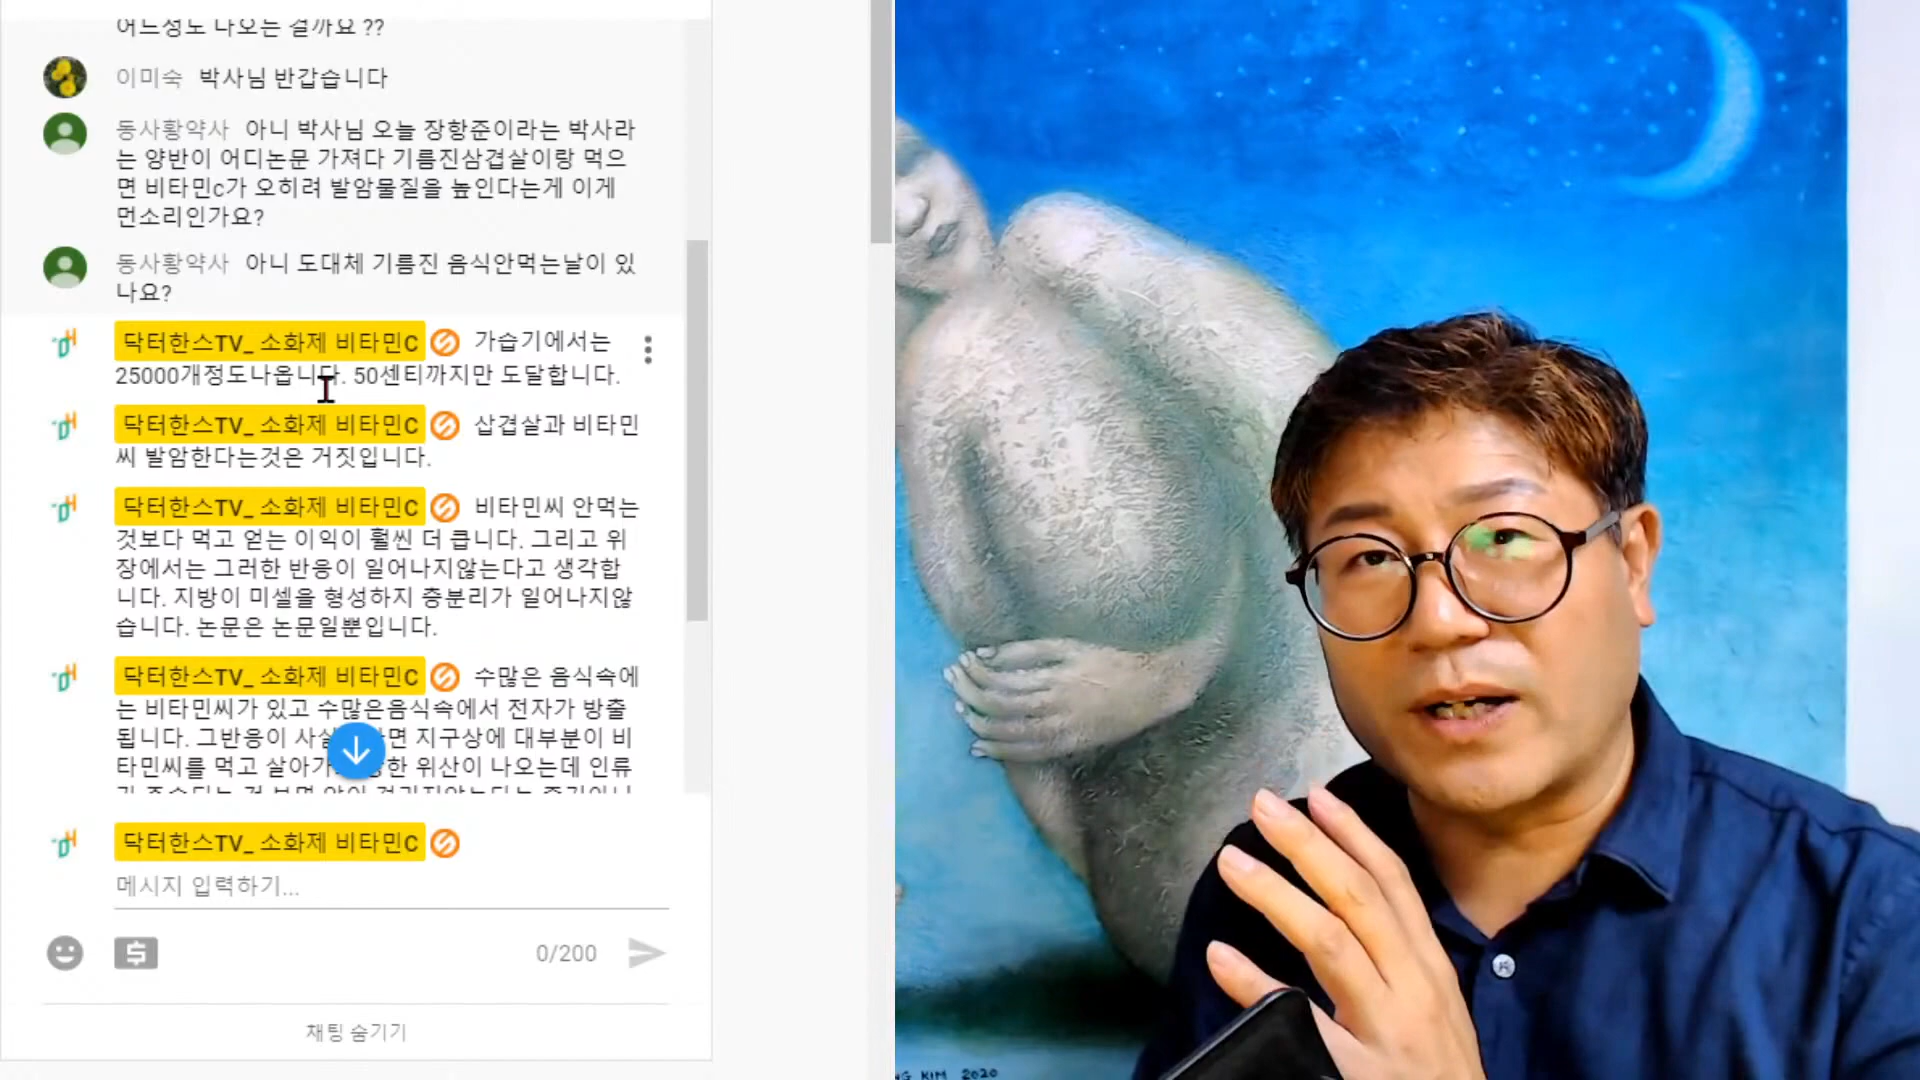 어느정도 나오는 걸까요 ??
이미숙 박사님 반갑습니다
동사황약사 아니 박사님 오늘 장항준이라는 박사라
는 양반이 어디논문 가져다 기름진삼겹살이랑 먹으
면 비타민c가 오히려 발암물질을 높인다는게 이게
먼소리인가요?
동사황약사 아니 도대체 기름진 음식안먹는날이 있
나요?
닥터한스TV_ 소화제 비타민C 가습기에서는
25000개정도나옵니다. 50센티까지만 도달합니다.
닥터한스TV_ 소화제 비타민C 삽겹살과 비타민
씨 발암한다는것은 거짓입니다.
닥터한스TV_ 소화제 비타민C 비타민씨 안먹는
것보다 먹고 얻는 이익이 훨씬 더 큽니다. 그리고 위
장에서는 그러한 반응이 일어나지않는다고 생각합
니다. 지방이 미셀을 형성하지 층분리가 일어나지않
습니다. 논문은 논문일뿐입니다.
닥터한스TV_ 소화제 비타민C 수많은 음식속에
는 비타민씨가 있고 수많은음식속에서 전자가 방출
됩니다. 그반응이 면 지구상에 대부분이 비
타민씨를 먹고 위산이 나오는데 인류
닥터한스TV_ 소화제 비타민C
메시지 입력하기...
0/200
채팅 숨기기
KIM 2020